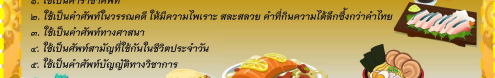 ๒. ใช้เป็นคำศัพท์ในวรรณคดี ให้มีความไพเราะ สละสลวย คำที่กินความได้ลึกซึ้งกว่าคำไทย
๓. ใช้เป็นคำศัพท์ทางศาสนา
๔. ใช้เป็นศัพท์สามัญที่ใช้กันในชีวิตประจำวัน
๕. ใช้เป็นคำศัพท์บัญญัติทางวิชาการ